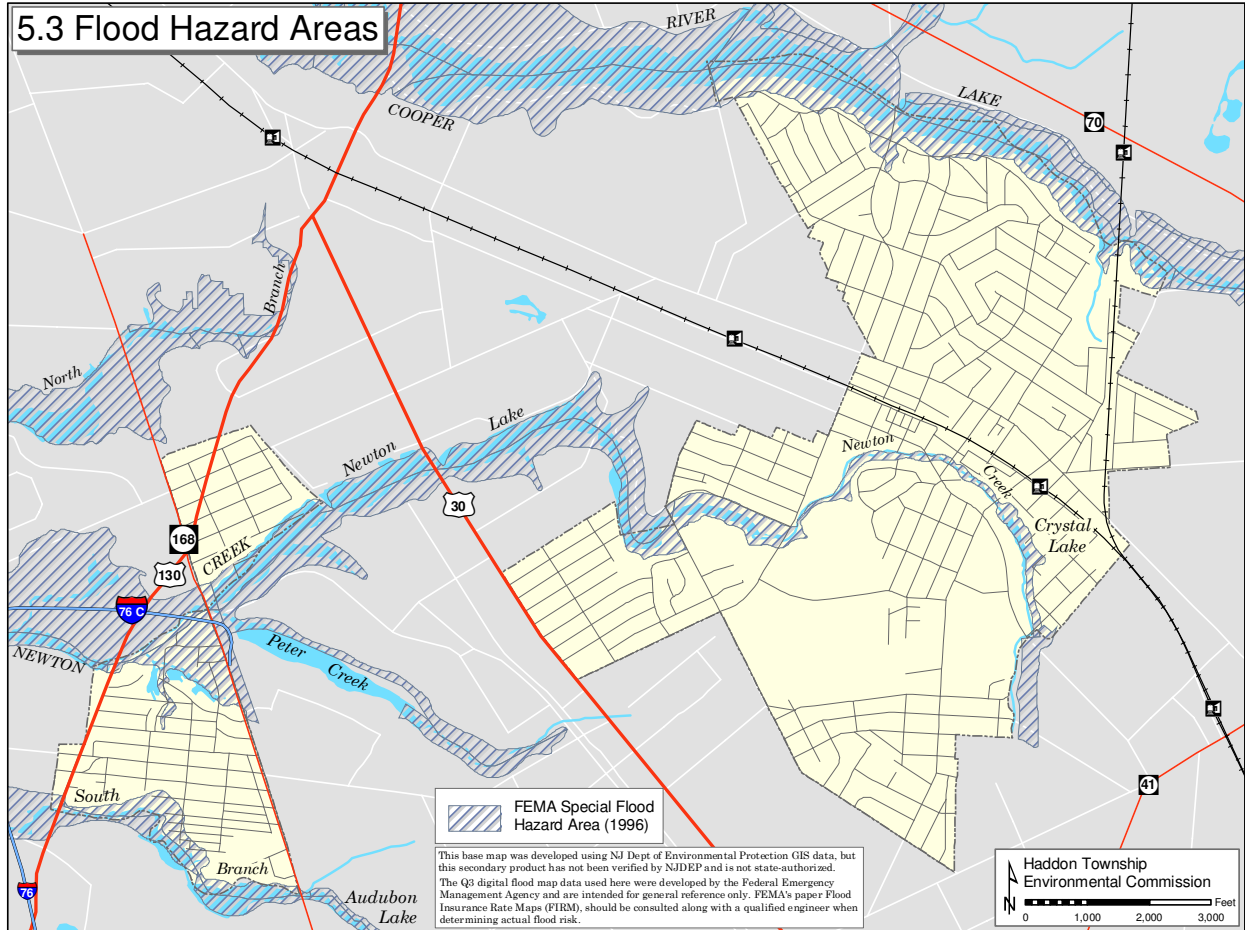 5.3 Flood Hazard Areas
RIVER
COOPER
LAKE
70
Branch
North
Lake
Newton
30
Newton
Creek
Crystal
Lake
168
130
CREEK
76 C
NEWTON
Peter
Creek
South
Branch
76
Audubon
Lake
41
FEMA Special Flood
Hazard Area (1996)
This base map was developed using NJ Dept of Environmental Protection GIS data, but
this secondary product has not been verified by NJDEP and is not state-authorized.
The Q3 digital flood map data used here were developed by the Federal Emergency
Management Agency and are intended for general reference only. FEMA's paper Flood
Insurance Rate Maps (FIRM), should be consulted along with a qualified engineer when
determining actual flood risk.
Haddon Township
Environmental Commission
N
Feet
0 1,000 2,000 3,000